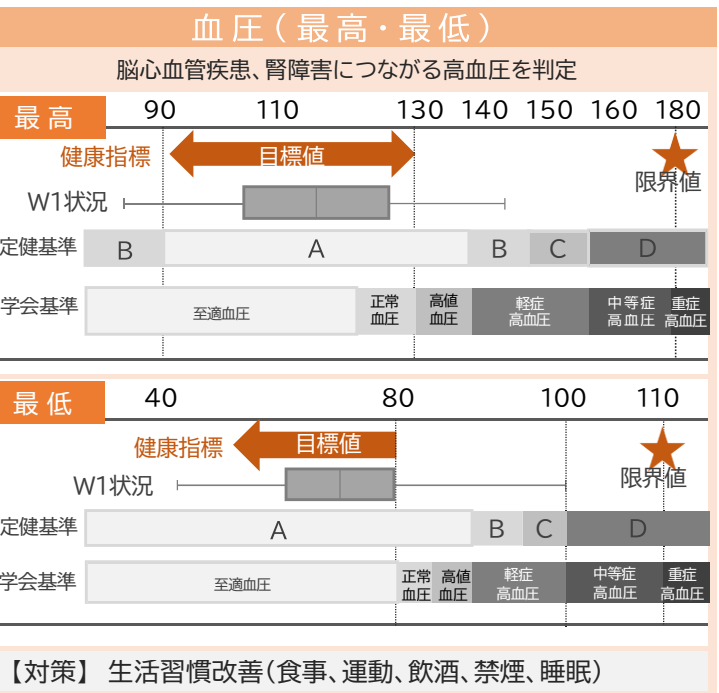 血圧(最高・最低)
脳心血管疾患、腎障害につながる高血圧を判定
最高 90 110 130 140 150 160 180
健康指標 目標値
限界値
W1状況
定健基準 B A B C D
学会基準 至適血圧 正常血圧 高値血圧 軽症高血圧 中等症高血圧 重症高血圧
最低 40 80 100 110
健康指標 目標値
限界値
W1状況
定健基準 A B C D
学会基準 至適血圧 正常血圧 高値血圧 軽症高血圧 中等症高血圧 重症高血圧
【対策】 生活習慣改善(食事、運動、飲酒、禁煙、睡眠)